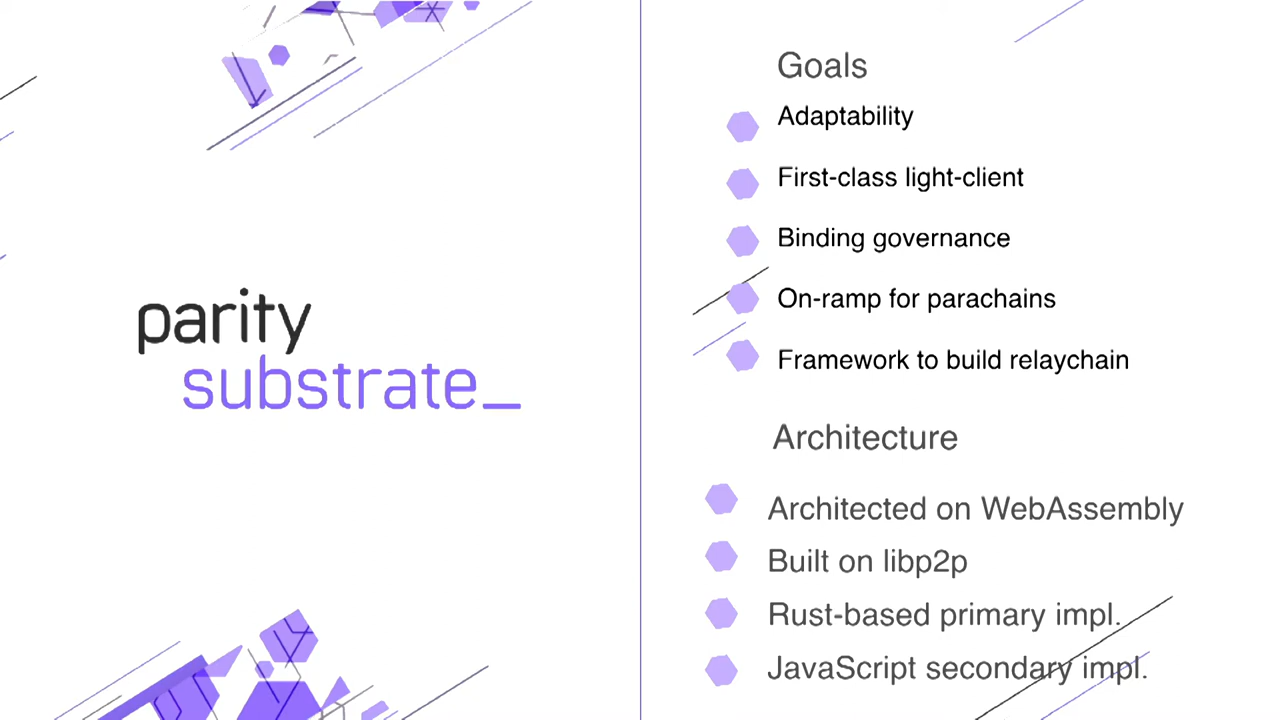 parity
substrate_
Goals
Adaptability
First-class light-client
Binding governance
On-ramp for parachains
Framework to build relaychain
Architecture
Architected on WebAssembly
Built on libp2p
Rust-based primary impl.
JavaScript secondary impl.